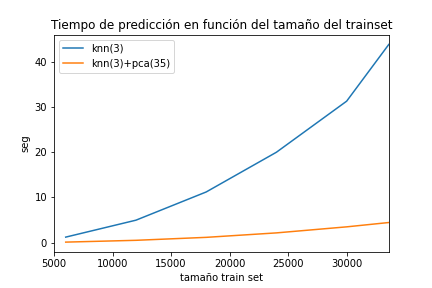 Tiempo de predicción en función del tamaño del trainset
knn(3)
knn(3)+pca(35)
40
30
20
10
0
seg
5000 10000 15000 20000 25000 30000
tamaño train set